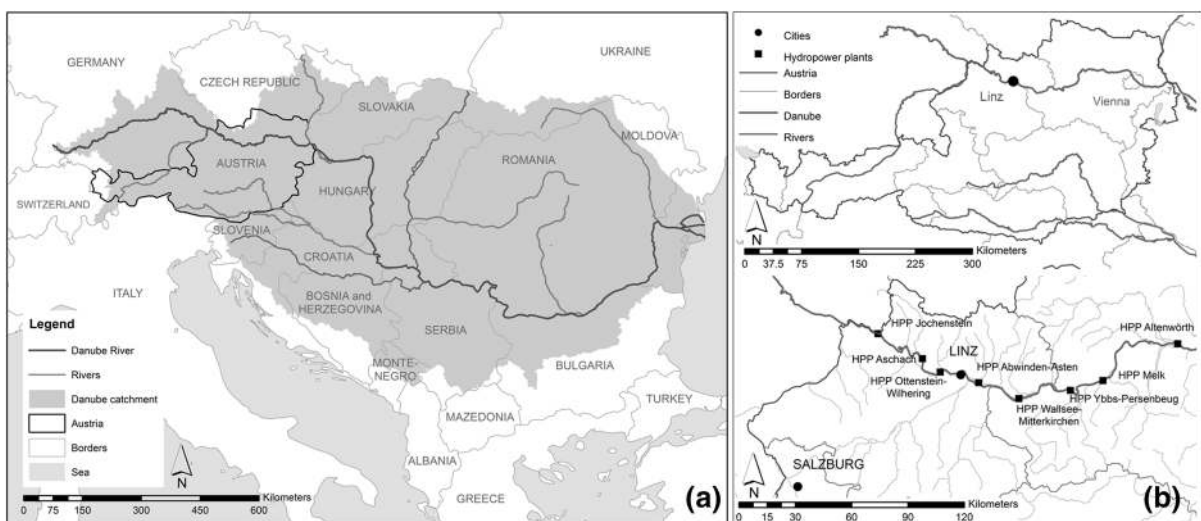 GERMANY
UKRAINE
CZECH REPUBLIC
SLOVAKIA
MOLDOVA
AUSTRIA
ROMANIA
HUNGARY
SWITZERLAND
SLOVENIA
CROATIA
ITALY
BOSNIA and
HERZEGOVINA
SERBIA
MONTE-
NEGRO
BULGARIA
MAZEDONIA
TURKEY
ALBANIA
GREECE
Legend
Danube River
Rivers
Danube catchment
Austria
Borders
Sea
N
Kilometers
0 75 150 300 450 600
(a)
Cities
Hydropower plants
Austria
Borders
Danube
Rivers
Linz
Vienna
N
Kilometers
0 37.5 75 150 225 300
HPP Jochenstein
HPP Altenwörth
LINZ
HPP Aschach
HPP Abwinden-Asten
HPP Melk
HPP Ottenstein-
Wilhering
HPP Ybbs-Persenbeug
HPP Wallsee-
Mitterkirchen
SALZBURG
N
Kilometers
0 15 30 60 90 120
(b)